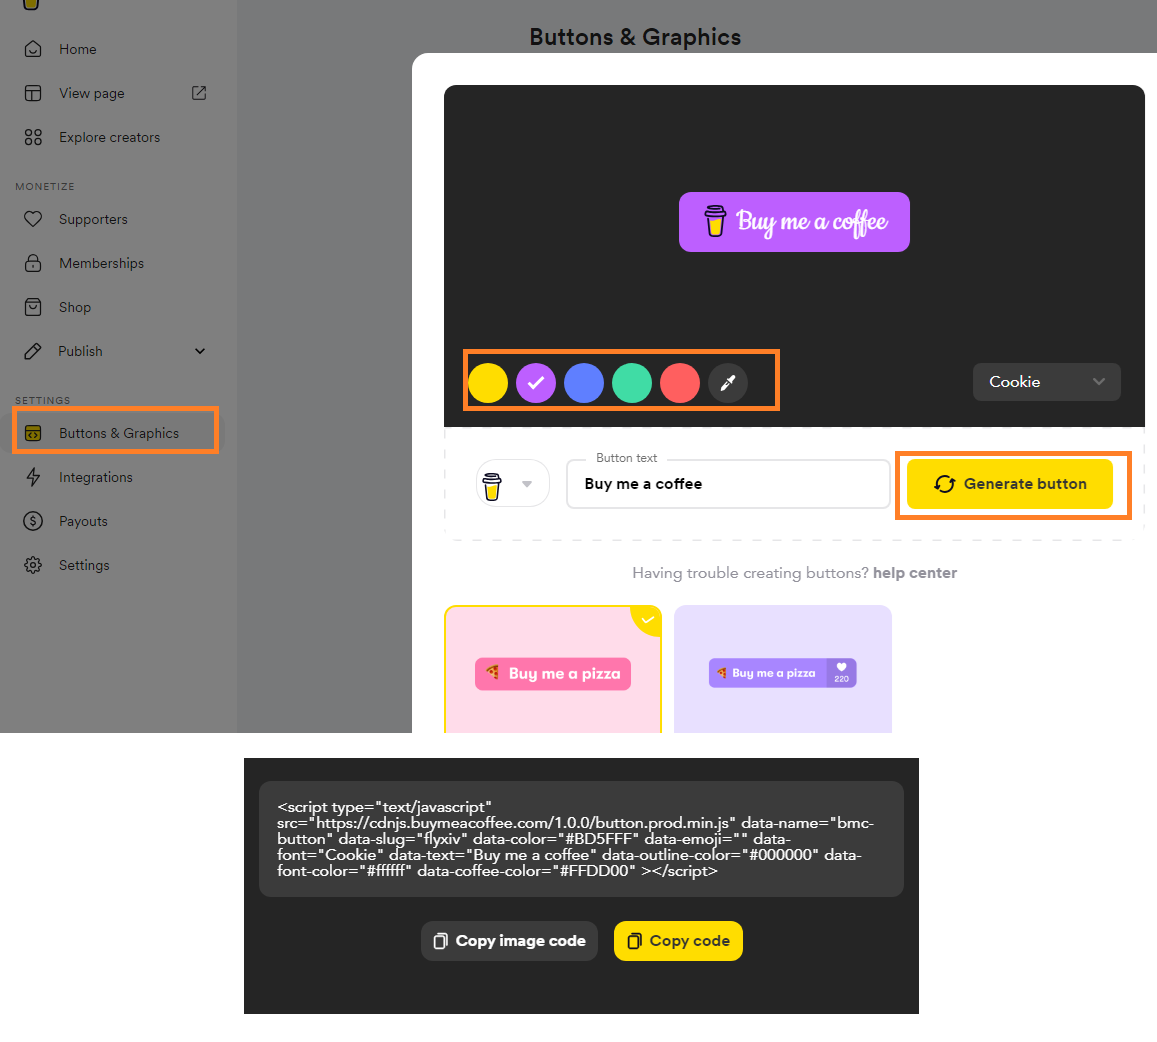 Buttons & Graphics
Home
View page
Explore creators
MONETIZE
Supporters
Memberships
Shop
Publish
SETTINGS
Buttons & Graphics
Integrations
Payouts
Settings
Buy me a coffee
Cookie
Button text
Buy me a coffee
Generate button
Having trouble creating buttons? help center
Buy me a pizza
Buy me a pizza
220
<script type="text/javascript"
src="https://cdnjs.buymeacoffee.com/1.0.0/button.prod.min.js" data-name="bmc-
button" data-slug="flyxiv" data-color="#BD5FFF" data-emoji="" data-
font="Cookie" data-text="Buy me a coffee" data-outline-color="#000000" data-
font-color="#ffffff" data-coffee-color="#FFDD00" ></script>
Copy image code
Copy code